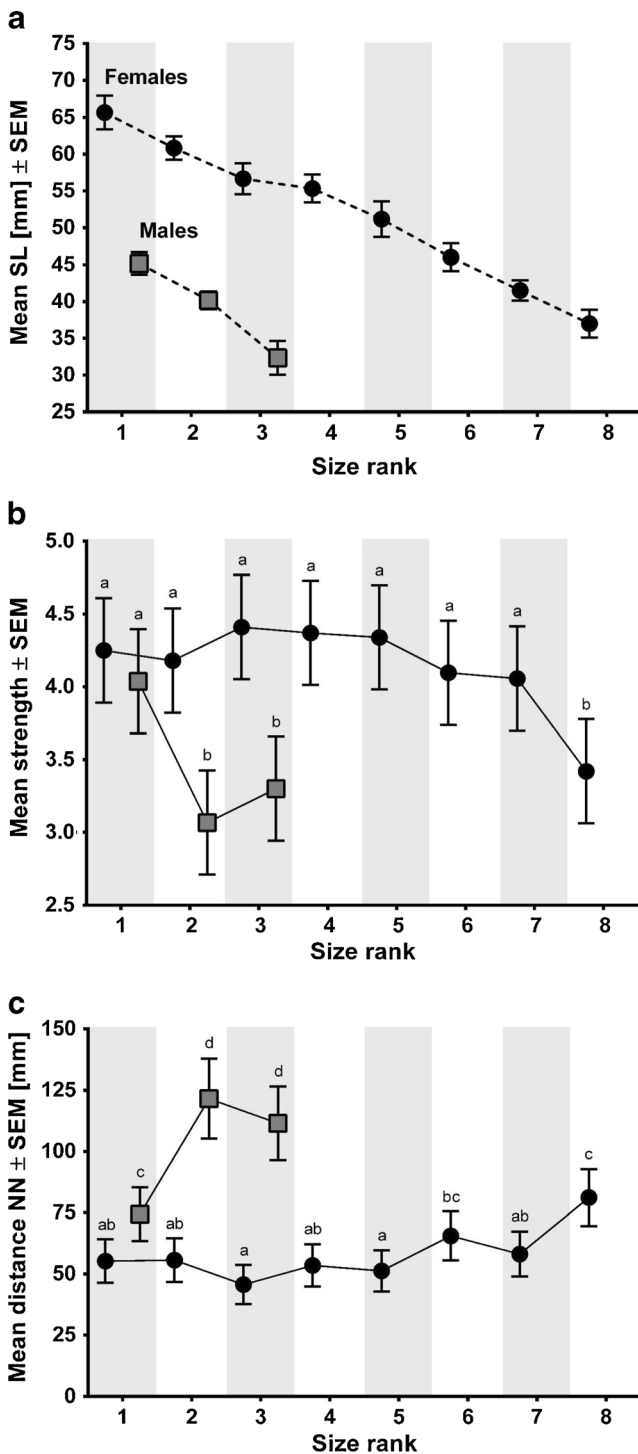 a
75
70
65
60
55
50
45
40
35
30
25
Mean SL [mm] ± SEM
Females
Males
1 2 3 4 5 6 7 8
Size rank
b
5.0
4.5
4.0
3.5
3.0
2.5
Mean strength ± SEM
a a a a a a a a b
b b
1 2 3 4 5 6 7 8
Size rank
c
150
125
100
75
50
25
0
Mean distance NN ± SEM [mm]
d d
c
ab ab a ab a bc ab c
1 2 3 4 5 6 7 8
Size rank